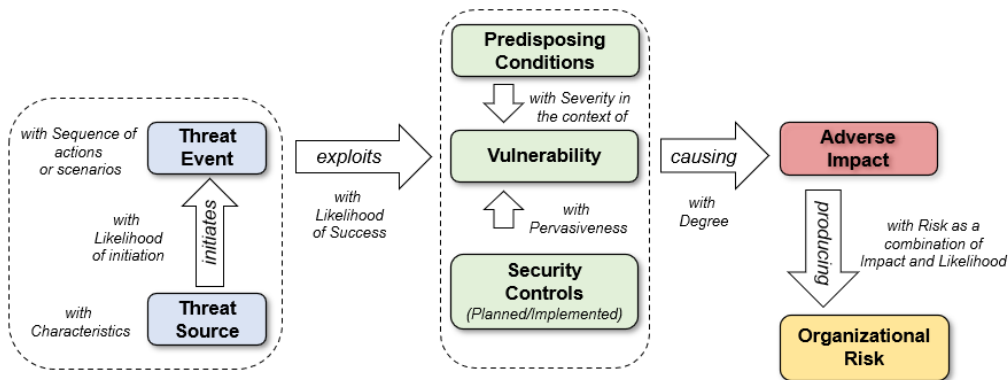 with Sequence of
actions
or scenarios
Threat
Event
with
Likelihood
of initiation
initiates
with
Characteristics
Threat
Source
exploits
with
Likelihood
of Success
Predisposing
Conditions
with Severity in
the context of
Vulnerability
with
Pervasiveness
Security
Controls
(Planned/Implemented)
causing
with
Degree
Adverse
Impact
producing
with Risk as a
combination of
Impact and Likelihood
Organizational
Risk